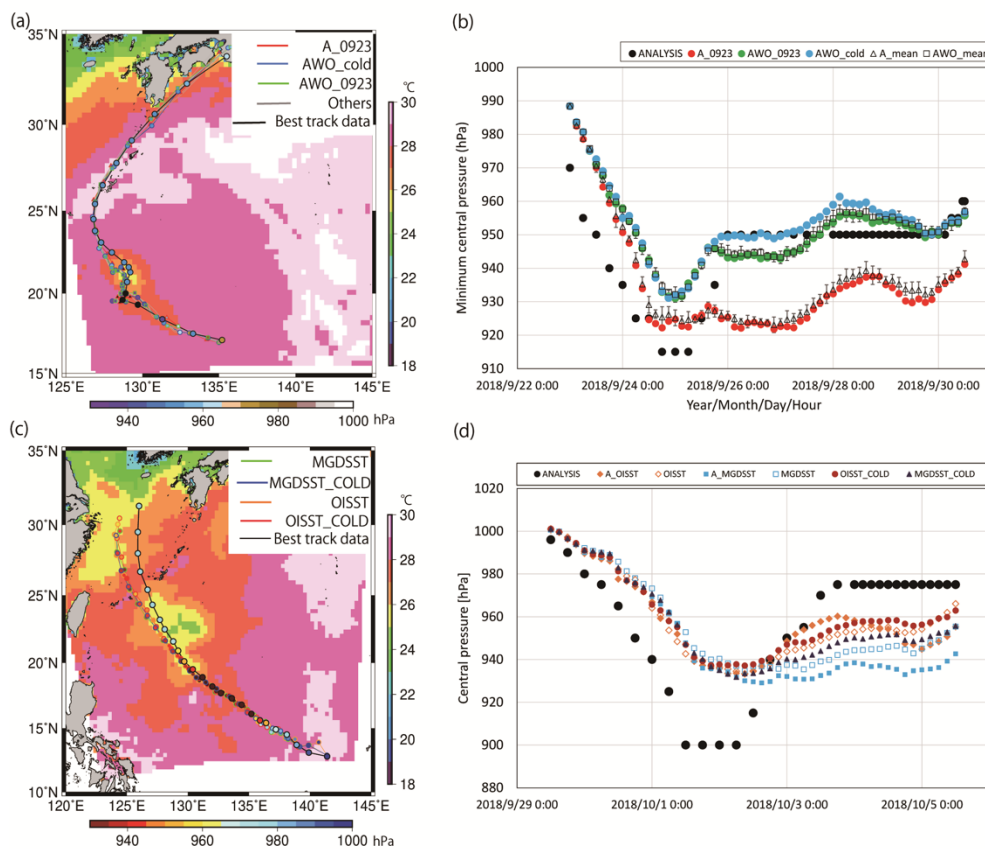 (a)
35°N
30°N
25°N
20°N
15°N
125°E
130°E
135°E
140°E
145°E
A_0923
AWO_cold
AWO_0923
Others
Best track data
℃
30
28
26
24
22
20
18
940
960
980
1000
hPa
(b)
ANALYSIS A_0923 AWO_0923 AWO_cold A_mean AWO_mean
1000
990
980
970
960
950
940
930
920
910
Minimum central pressure (hPa)
2018/9/22 0:00 2018/9/24 0:00 2018/9/26 0:00 2018/9/28 0:00 2018/9/30 0:00
Year/Month/Day/Hour
(c)
35°N
30°N
25°N
20°N
15°N
10°N
120°E
125°E
130°E
135°E
140°E
145°E
MGDSST
MGDSST_COLD
OISST
OISST_COLD
Best track data
℃
30
28
26
24
22
20
18
940
960
980
1000
hPa
(d)
ANALYSIS A_OISST OISST A_MGDSST MGDSST OISST_COLD MGDSST_COLD
1020
1000
980
960
940
920
900
880
Central pressure [hPa]
2018/9/29 0:00 2018/10/1 0:00 2018/10/3 0:00 2018/10/5 0:00